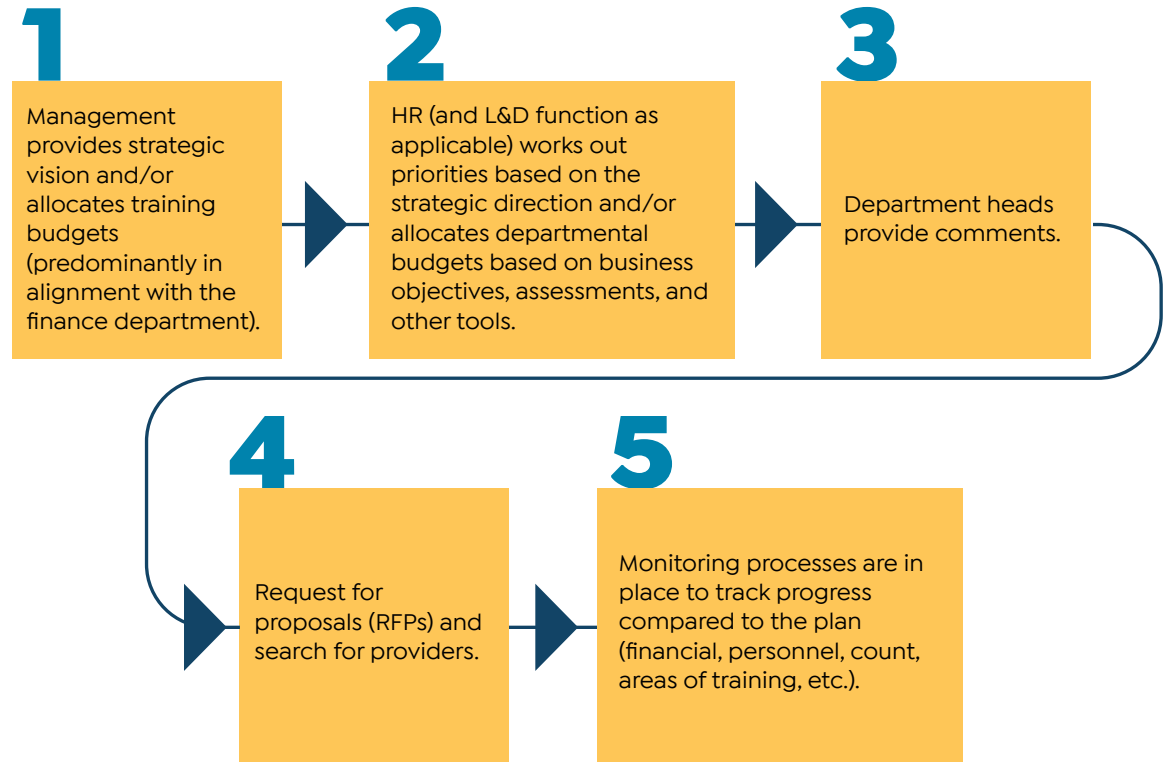 1
Management
provides strategic
vision and/or
allocates training
budgets
(predominantly in
alignment with the
finance department).
2
HR (and L&D function as
applicable) works out
priorities based on the
strategic direction and/or
allocates departmental
budgets based on business
objectives, assessments, and
other tools.
3
Department heads
provide comments.
4
Request for
proposals (RFPs) and
search for providers.
5
Monitoring processes are in
place to track progress
compared to the plan
(financial, personnel, count,
areas of training, etc.).